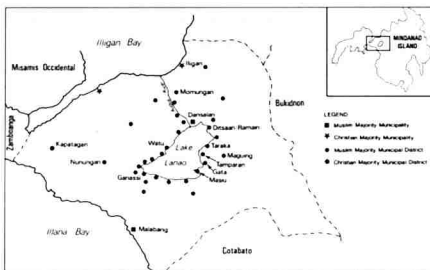 Illigan Bay
MINDANAO
ISLAND
Misamis Occidental
Iligan
Momungan
Bukidnon
LEGEND
Muslim Majority Municipality
Christian Majority Municipality
Muslim Majority Municipal District
Christian Majority Municipal District
Dansalan
Ditsaan Raman
Zamboanga
Kapatagan
Watu
Lake
Lanao
Taraka
Maguing
Nunungan
Tamparan
Gata
Ganassi
Masiu
Malabang
Illana Bay
Cotabato